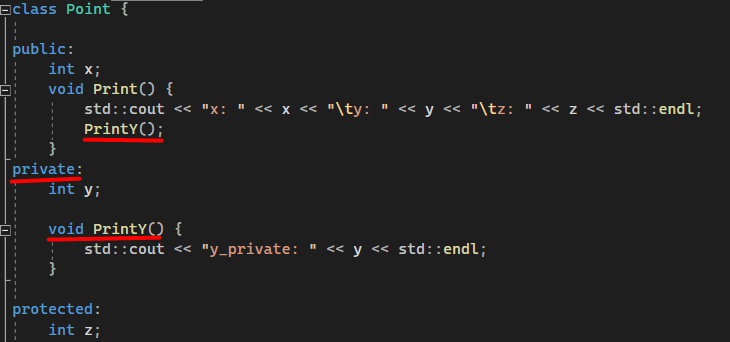 class Point {
public:
int x;
void Print() {
std::cout << "x: " << x << "\ty: " << y << "\tz: " << z << std::endl;
PrintY();
}
private:
int y;
void PrintY() {
std::cout << "y_private: " << y << std::endl;
}
protected:
int z;